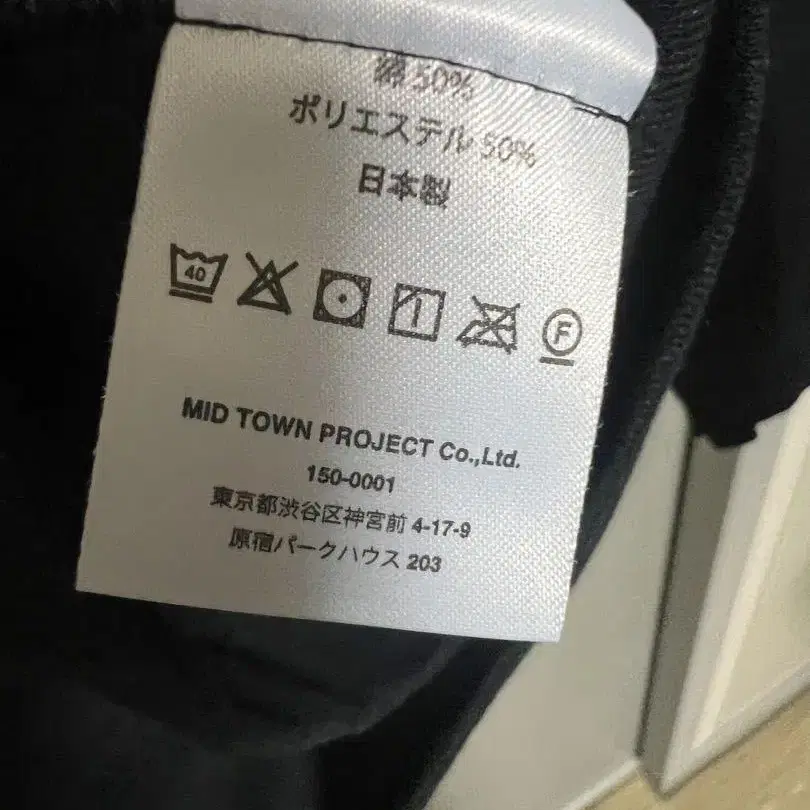 綿 50%
ポリエステル 50%
日本製
40
F
MID TOWN PROJECT Co.,Ltd.
150-0001
東京都渋谷区神宮前 4-17-9
原宿パークハウス 203